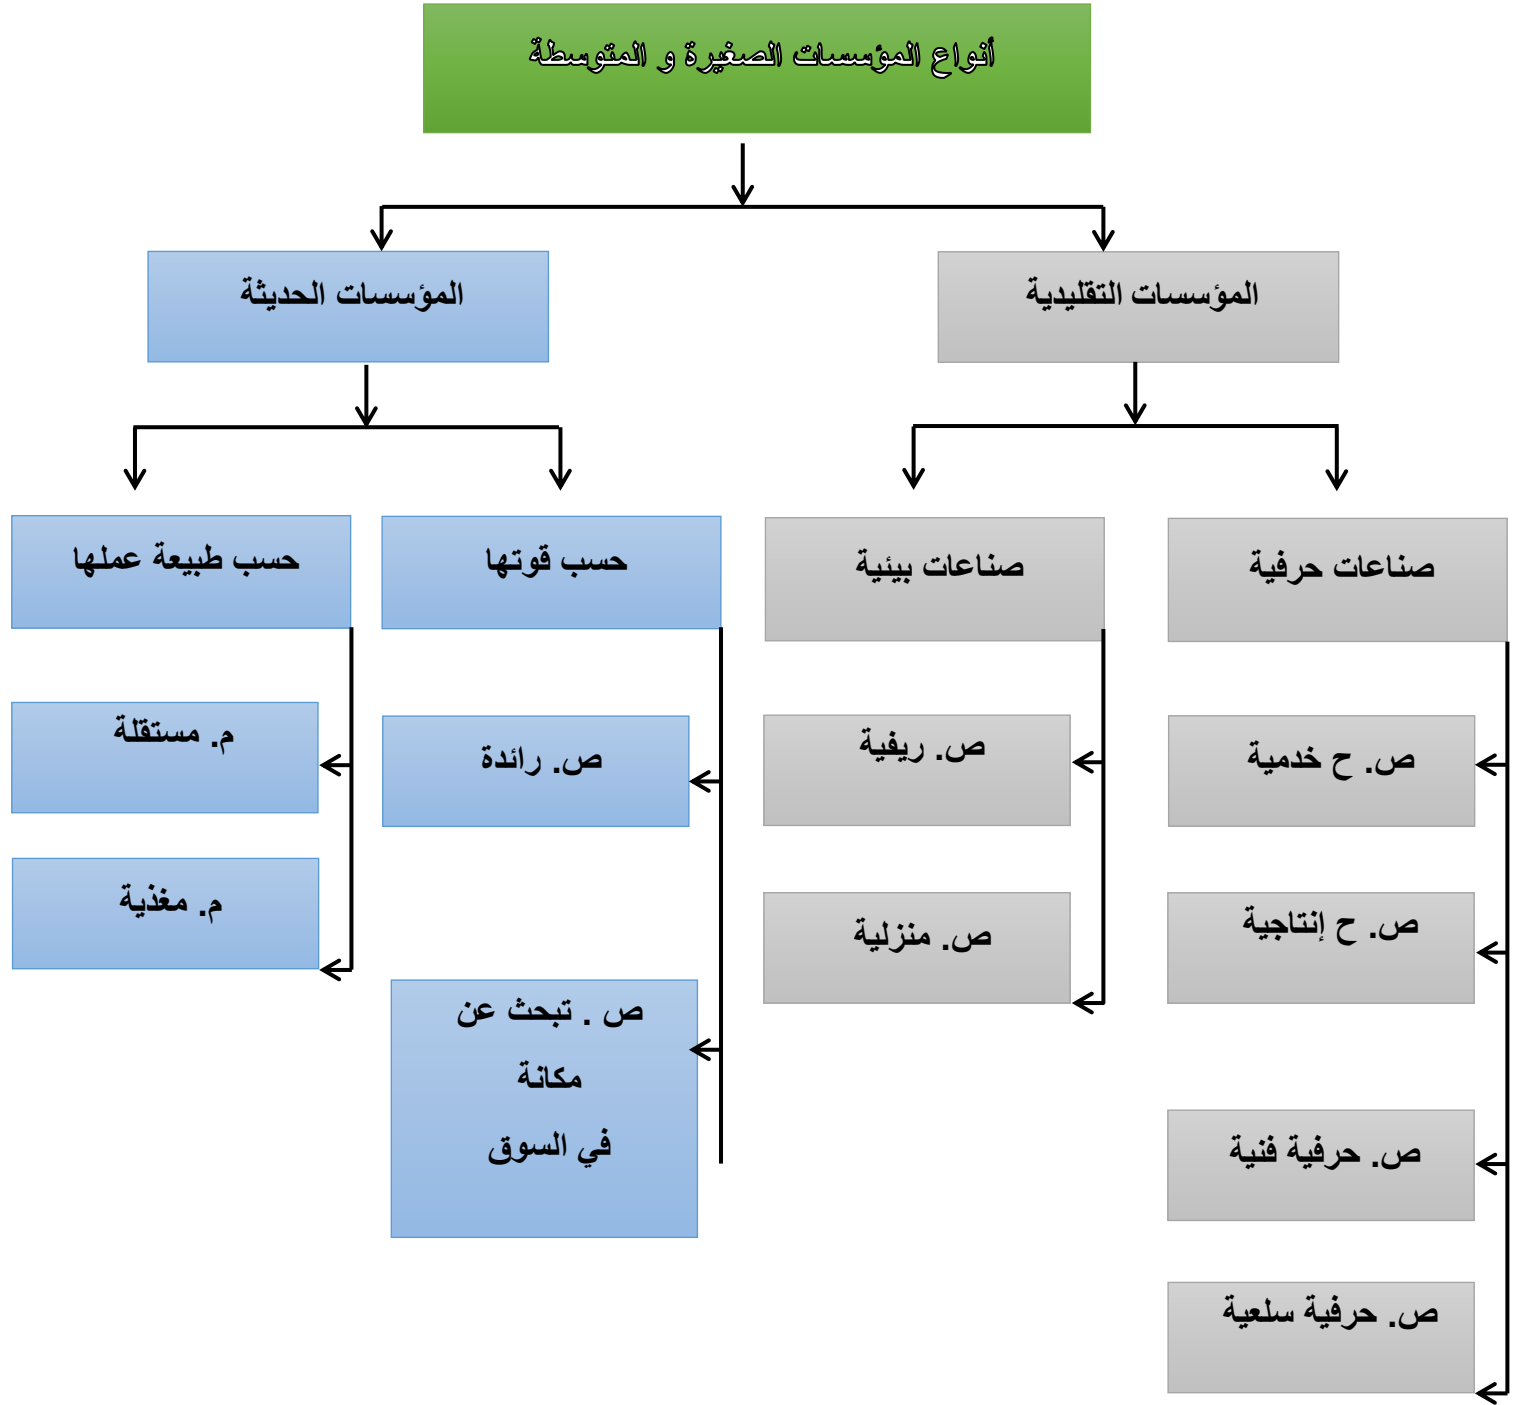 أنواع المؤسسات الصغيرة و المتوسطة
المؤسسات التقليدية
المؤسسات الحديثة
صناعات حرفية
صناعات بيئية
حسب قوتها
حسب طبيعة عملها
ص. ح خدمية
ص. ح إنتاجية
ص. حرفية فنية
ص. حرفية سلعية
ص. ريفية
ص. منزلية
ص. رائدة
ص . تبحث عن
مكانة
في السوق
م. مستقلة
م. مغذية